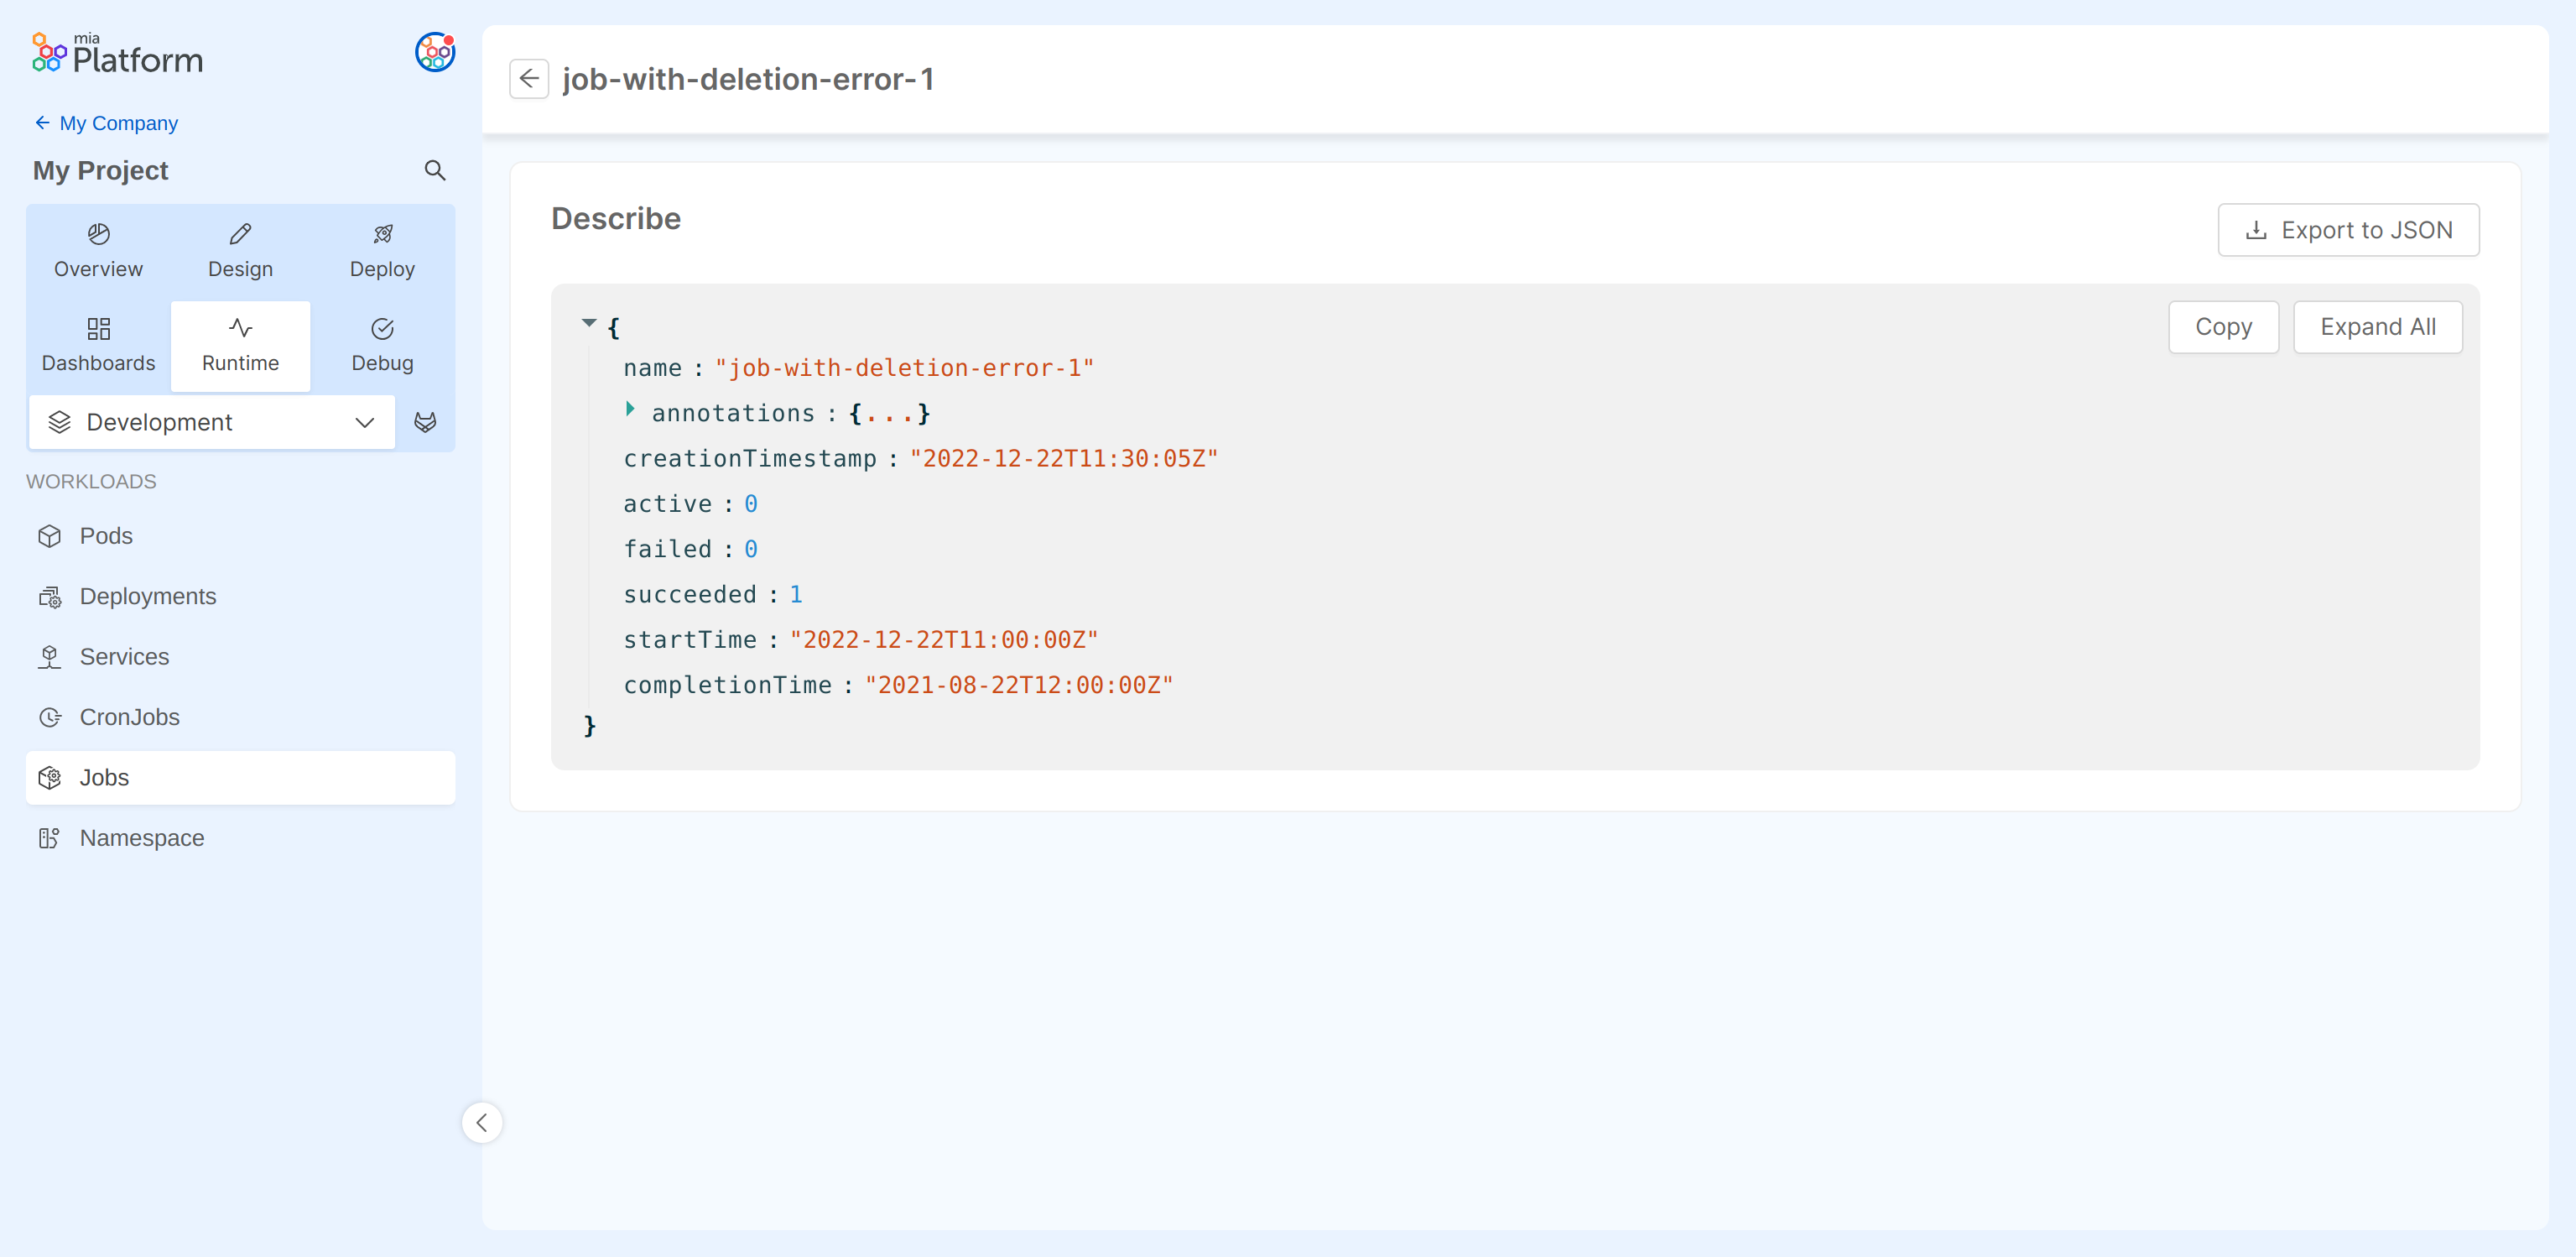 mia
Platform
My Company
My Project
Overview
Design
Deploy
Dashboards
Runtime
Debug
Development
WORKLOADS
Pods
Deployments
Services
CronJobs
Jobs
Namespace
job-with-deletion-error-1
Describe
Export to JSON
Copy
Expand All
{
name : "job-with-deletion-error-1"
annotations : {...}
creationTimestamp : "2022-12-22T11:30:05Z"
active : 0
failed : 0
succeeded : 1
startTime : "2022-12-22T11:00:00Z"
completionTime : "2021-08-22T12:00:00Z"
}